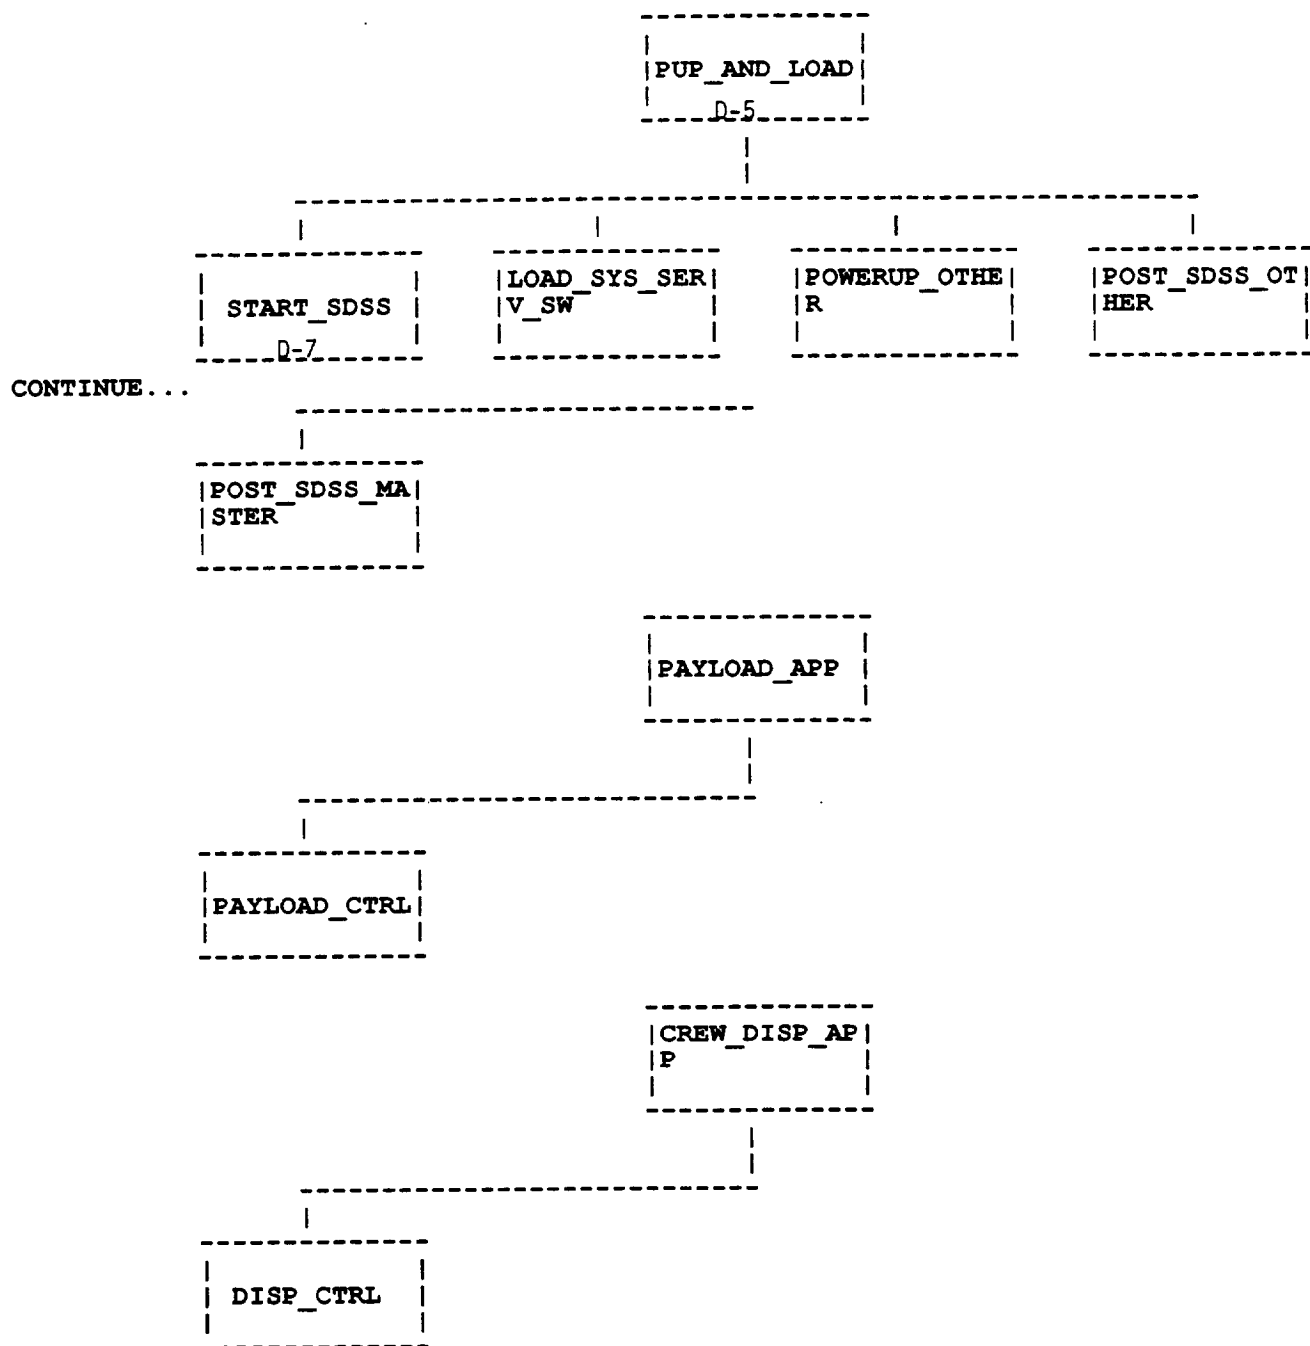 PUP_AND_LOAD
D-5
START_SDSS
D-7
LOAD_SYS_SER
V_SW
POWERUP_OTHE
R
POST_SDSS_OT
HER
CONTINUE...
POST_SDSS_MA
STER
PAYLOAD_APP
PAYLOAD_CTRL
CREW_DISP_AP
P
DISP_CTRL